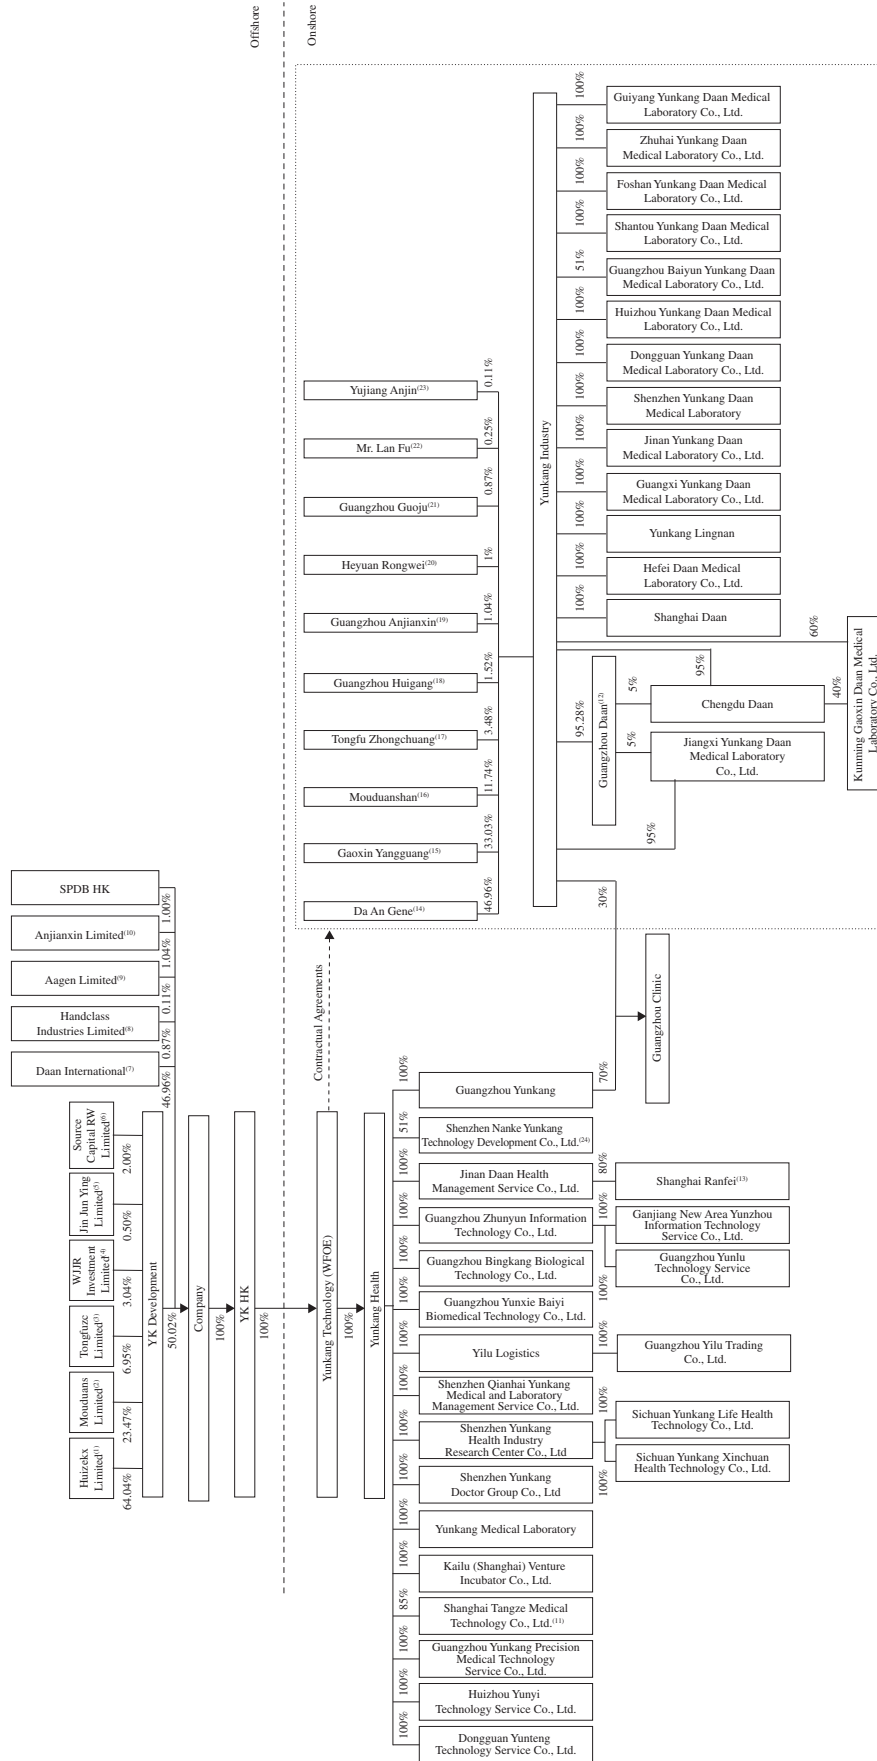 Offshore
Onshore
Huizekx
Limited(1)
Mouduans
Limited(2)
Tongfuzc
Limited(3)
WJJR
Investment
Limited(4)
Jin Jun Ying
Limited(5)
Source
Capital RW
Limited(6)
64.04%
23.47%
6.95%
3.04%
0.50%
2.00%
YK Development
Daan International(7)
Handclass
Industries Limited(8)
Aagen Limited(9)
Anjianxin Limited(10)
SPDB HK
50.02%
46.96%
0.87%
0.11%
1.04%
1.00%
Company
100%
YK HK
100%
Yunkang Technology (WFOE)
100%
Contractual Agreements
Yunkang Health
100%
100%
100%
85%
100%
100%
100%
100%
100%
100%
100%
100%
100%
100%
51%
100%
Dongguan Yunteng
Technology Service Co., Ltd.
Huizhou Yunyi
Technology Service Co., Ltd.
Guangzhou Yunkang Precision
Medical Technology
Service Co., Ltd.
Shanghai Tangze Medical
Technology Co., Ltd.(11)
Kailu (Shanghai) Venture
Incubator Co., Ltd.
Yunkang Medical Laboratory
Shenzhen Yunkang
Doctor Group Co., Ltd
Shenzhen Yunkang
Health Industry
Research Center Co., Ltd
Shenzhen Qianhai Yunkang
Medical and Laboratory
Management Service Co., Ltd.
Yilu Logistics
Guangzhou Yunxie Baiyi
Biomedical Technology Co., Ltd.
Guangzhou Bingkang Biological
Technology Co., Ltd.
Guangzhou Zhunyun Information
Technology Co., Ltd.
Jinan Daan Health
Management Service Co., Ltd.
Shenzhen Nanke Yunkang
Technology Development Co., Ltd.(24)
Guangzhou Yunkang
100%
100%
100%
100%
100%
80%
70%
30%
Sichuan Yunkang Xinchuan
Health Technology Co., Ltd.
Sichuan Yunkang Life Health
Technology Co., Ltd.
Guangzhou Yilu Trading
Co., Ltd.
Guangzhou Yunlu
Technology Service
Co., Ltd.
Ganjiang New Area Yunzhou
Information Technology
Service Co., Ltd.
Shanghai Ranfei(13)
Guangzhou Clinic
Da An Gene(14)
Gaoxin Yangguang(15)
Mouduanshan(16)
Tongfu Zhongchuang(17)
Guangzhou Huigang(18)
Guangzhou Anjianxin(19)
Heyuan Rongwei(20)
Guangzhou Guoju(21)
Mr. Lan Fu(22)
Yujiang Anjin(23)
46.96%
33.03%
11.74%
3.48%
1.52%
1.04%
1%
0.87%
0.25%
0.11%
Yunkang Industry
95.28%
100%
100%
100%
100%
100%
100%
100%
100%
51%
100%
100%
100%
100%
Guangzhou Daan(12)
95%
5%
5%
95%
Jiangxi Yunkang Daan
Medical Laboratory
Co., Ltd.
Chengdu Daan
40%
60%
Kunming Gaoxin Daan Medical
Laboratory Co., Ltd.
Shanghai Daan
Hefei Daan Medical
Laboratory Co., Ltd.
Yunkang Lingnan
Guangxi Yunkang Daan
Medical Laboratory Co., Ltd.
Jinan Yunkang Daan
Medical Laboratory Co., Ltd.
Shenzhen Yunkang Daan
Medical Laboratory
Dongguan Yunkang Daan
Medical Laboratory Co., Ltd.
Huizhou Yunkang Daan Medical
Laboratory Co., Ltd.
Guangzhou Baiyun Yunkang Daan
Medical Laboratory Co., Ltd.
Shantou Yunkang Daan Medical
Laboratory Co., Ltd.
Foshan Yunkang Daan Medical
Laboratory Co., Ltd.
Zhuhai Yunkang Daan
Medical Laboratory Co., Ltd.
Guiyang Yunkang Daan Medical
Laboratory Co., Ltd.